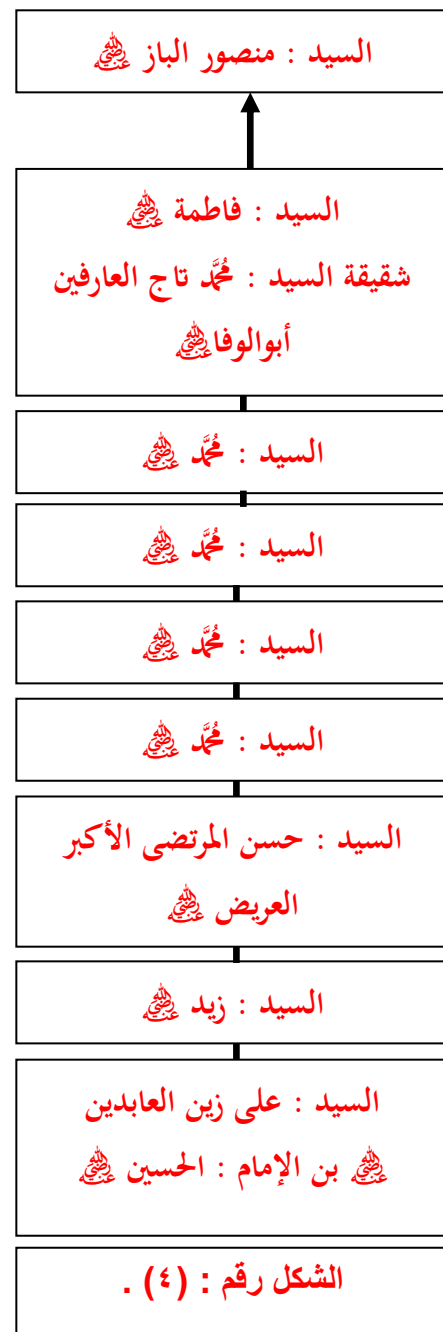 السيد : منصور الباز ﵁
السيد : فاطمة ﵁
شقيقة السيد : مُحَّد تاج العارفين
أبوالوفا﵁
السيد : مُحَّد ﵁
السيد : مُحَّد ﵁
السيد : مُحَّد ﵁
السيد : مُحَّد ﵁
السيد : حسن المرتضى الأكبر
العريض ﵁
السيد : زيد ﵁
السيد : على زين العابدين
﵁ بن الإمام : الحسين ﵁
الشكل رقم : (٤) .